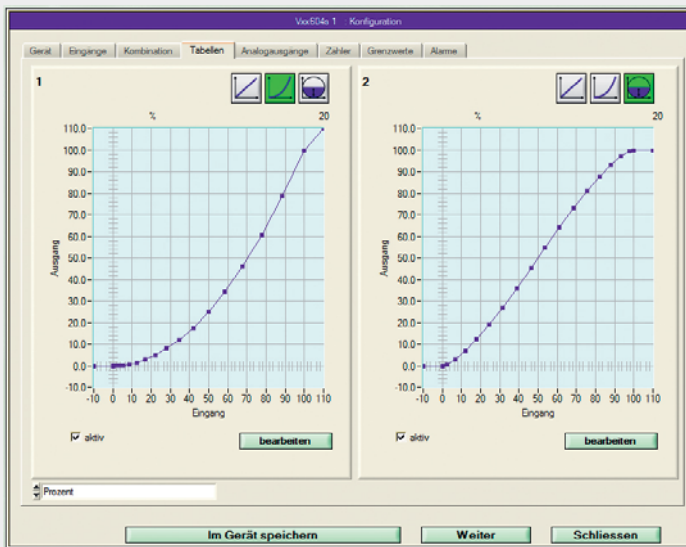 Vxx604s 1 : Konfiguration
Gerät Eingänge Kombination Tabellen Analogausgänge Zähler Grenzwerte Alarme
1
% 20
110.0
100.0
90.0
80.0
70.0
60.0
50.0
40.0
30.0
20.0
10.0
0.0
-10.0
Ausgang
-10 0 10 20 30 40 50 60 70 80 90 100 110
Eingang
aktiv
bearbeiten
2
% 20
110.0
100.0
90.0
80.0
70.0
60.0
50.0
40.0
30.0
20.0
10.0
0.0
-10.0
Ausgang
-10 0 10 20 30 40 50 60 70 80 90 100 110
Eingang
aktiv
bearbeiten
Prozent
Im Gerät speichern Weiter Schliessen